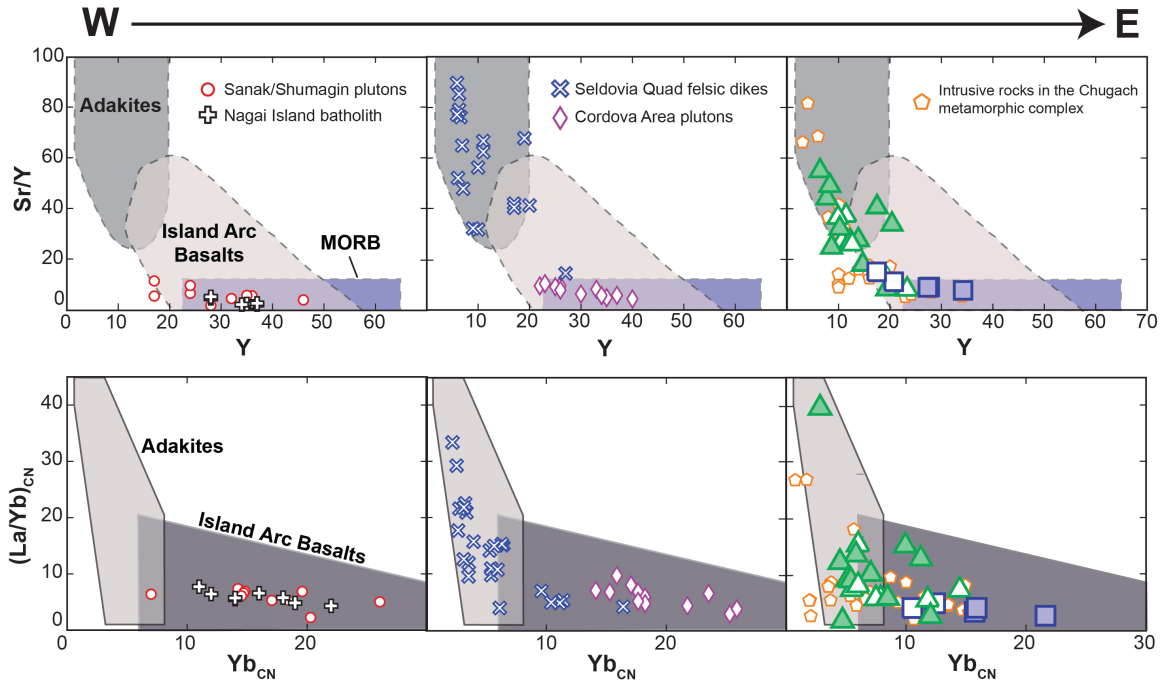 W E
100
80
60
40
20
0
Sr/Y
Adakites
Sanak/Shumagin plutons
Nagai Island batholith
Island Arc
Basalts
MORB
0 10 20 30 40 50 60
Y
Seldovia Quad felsic dikes
Cordova Area plutons
10 20 30 40 50 60
Y
Intrusive rocks in the Chugach
metamorphic complex
10 20 30 40 50 60 70
Y
40
30
20
10
0
(La/Yb)CN
Adakites
Island Arc Basalts
0 10 20
YbCN
10 20
YbCN
10 20 30
YbCN